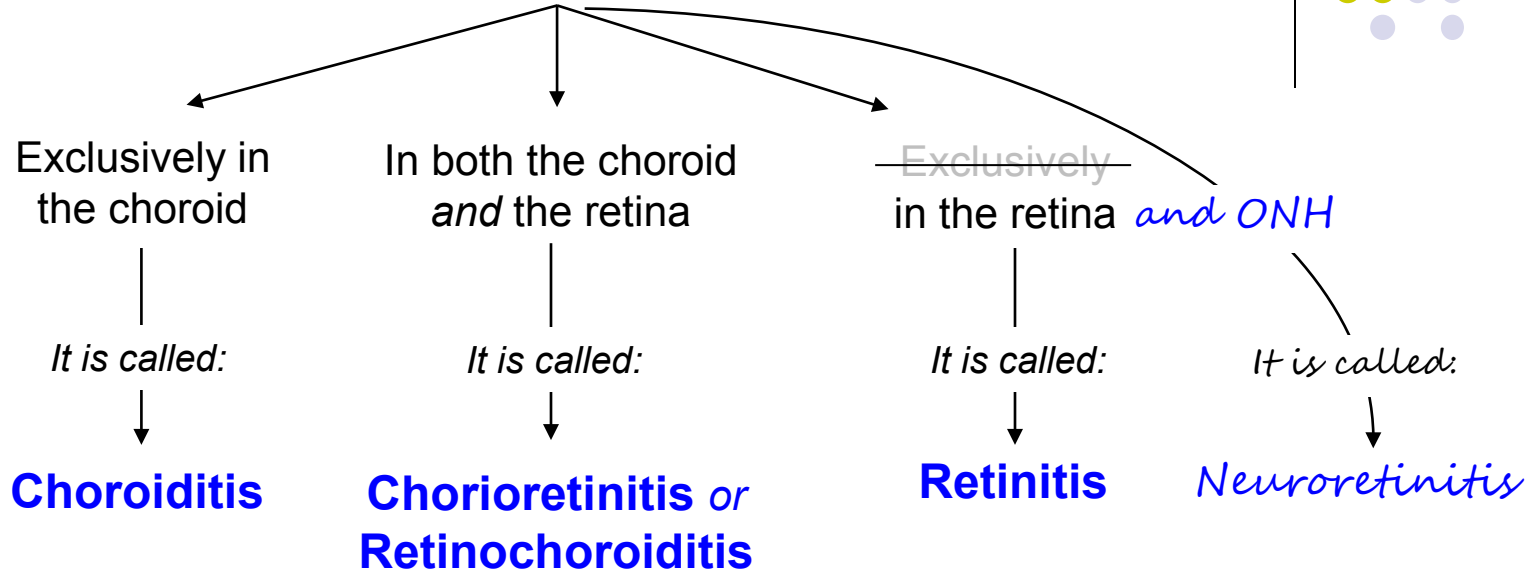 Exclusively in
the choroid
In both the choroid
and the retina
Exclusively
in the retina and ONH
It is called:
It is called:
It is called:
It is called:
Choroiditis
Chorioretinitis or
Retinochoroiditis
Retinitis
Neuroretinitis